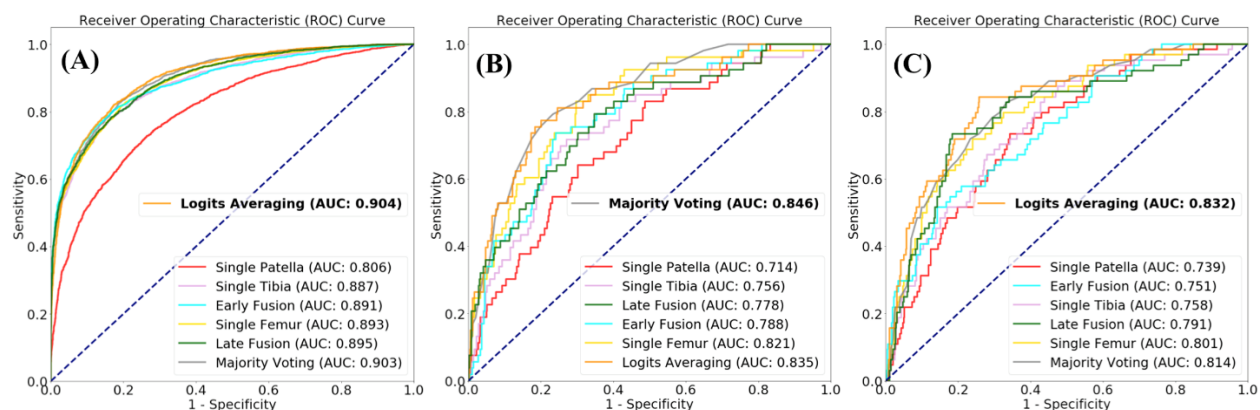 Receiver Operating Characteristic (ROC) Curve
(A)
1.0
0.8
0.6
0.4
0.2
0.0
Sensitivity
Logits Averaging (AUC: 0.904)
Single Patella (AUC: 0.806)
Single Tibia (AUC: 0.887)
Early Fusion (AUC: 0.891)
Single Femur (AUC: 0.893)
Late Fusion (AUC: 0.895)
Majority Voting (AUC: 0.903)
0.0 0.2 0.4 0.6 0.8 1.0
1 - Specificity
Receiver Operating Characteristic (ROC) Curve
(B)
1.0
0.8
0.6
0.4
0.2
0.0
Sensitivity
Majority Voting (AUC: 0.846)
Single Patella (AUC: 0.714)
Single Tibia (AUC: 0.756)
Late Fusion (AUC: 0.778)
Early Fusion (AUC: 0.788)
Single Femur (AUC: 0.821)
Logits Averaging (AUC: 0.835)
0.0 0.2 0.4 0.6 0.8 1.0
1 - Specificity
Receiver Operating Characteristic (ROC) Curve
(C)
1.0
0.8
0.6
0.4
0.2
0.0
Sensitivity
Logits Averaging (AUC: 0.832)
Single Patella (AUC: 0.739)
Early Fusion (AUC: 0.751)
Single Tibia (AUC: 0.758)
Late Fusion (AUC: 0.791)
Single Femur (AUC: 0.801)
Majority Voting (AUC: 0.814)
0.0 0.2 0.4 0.6 0.8 1.0
1 - Specificity